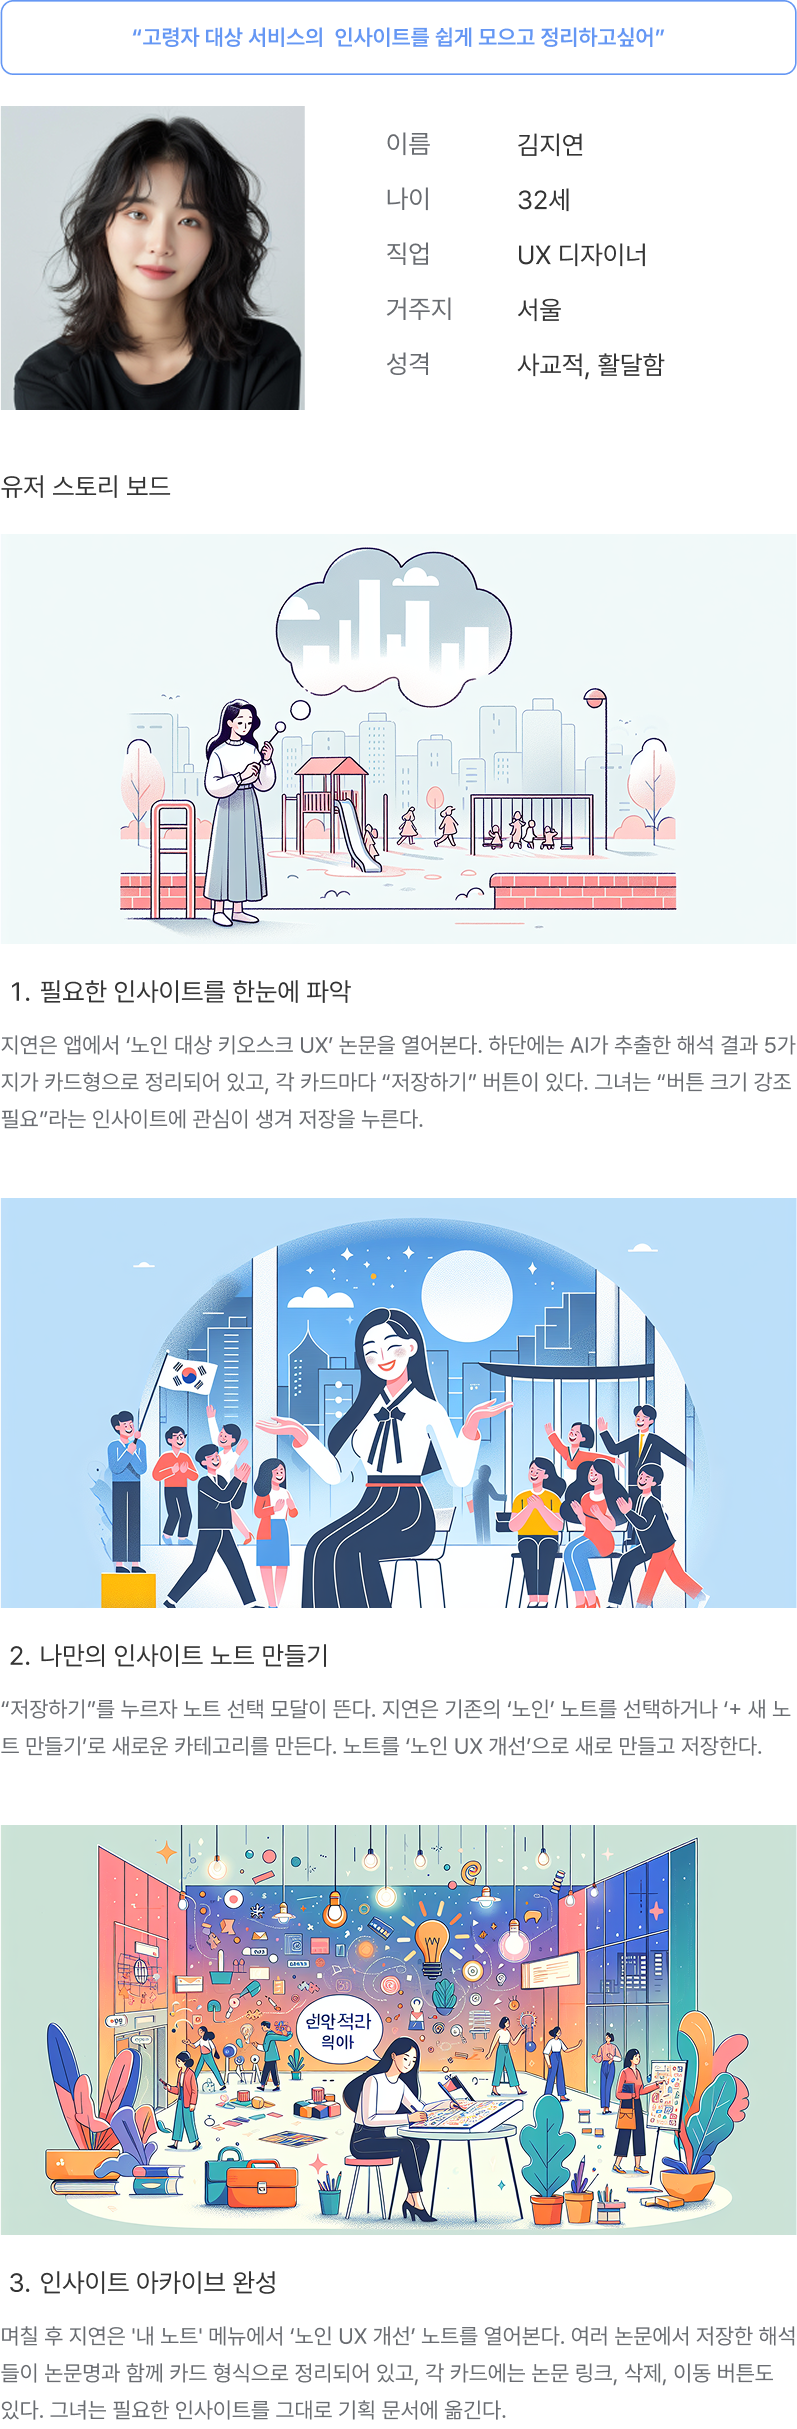 “고령자 대상 서비스의  인사이트를 쉽게 모으고 정리하고싶어”
이름 김지연
나이 32세
직업 UX 디자이너
거주지 서울
성격 사교적, 활달함
유저 스토리 보드
1. 필요한 인사이트를 한눈에 파악
지연은 앱에서 ‘노인 대상 키오스크 UX’ 논문을 열어본다. 하단에는 AI가 추출한 해석 결과 5가
지가 카드형으로 정리되어 있고, 각 카드마다 “저장하기” 버튼이 있다. 그녀는 “버튼 크기 강조
필요”라는 인사이트에 관심이 생겨 저장을 누른다.
2. 나만의 인사이트 노트 만들기
“저장하기”를 누르자 노트 선택 모달이 뜬다. 지연은 기존의 ‘노인’ 노트를 선택하거나 ‘+ 새 노
트 만들기’로 새로운 카테고리를 만든다. 노트를 ‘노인 UX 개선’으로 새로 만들고 저장한다.
3. 인사이트 아카이브 완성
며칠 후 지연은 '내 노트' 메뉴에서 ‘노인 UX 개선‘ 노트를 열어본다. 여러 논문에서 저장한 해석
들이 논문명과 함께 카드 형식으로 정리되어 있고, 각 카드에는 논문 링크, 삭제, 이동 버튼도
있다. 그녀는 필요한 인사이트를 그대로 기획 문서에 옮긴다.